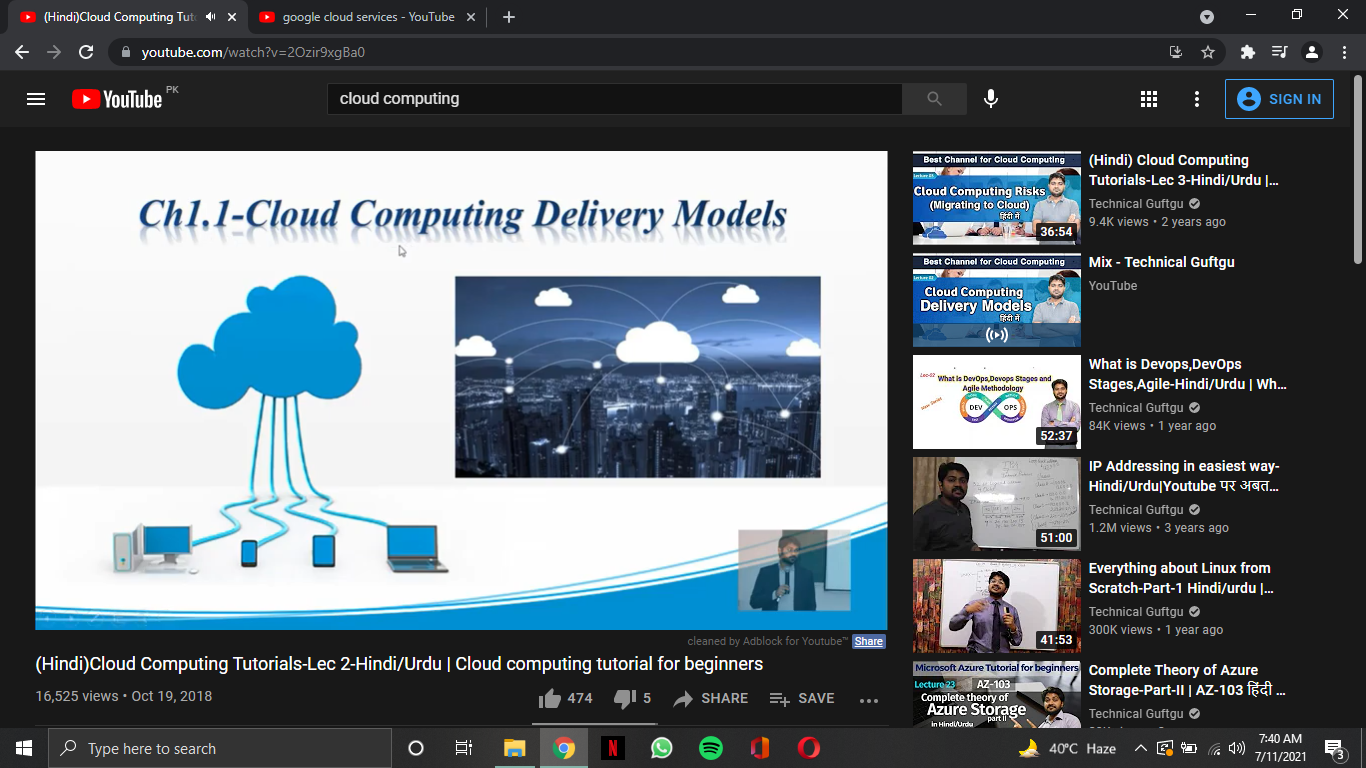 (Hindi)Cloud Computing Tut
google cloud services - YouTube
youtube.com/watch?v=2Ozir9xgBa0
YouTube PK
cloud computing
SIGN IN
Ch1.1-Cloud Computing Delivery Models
cleaned by Adblock for Youtube™ Share
(Hindi)Cloud Computing Tutorials-Lec 2-Hindi/Urdu | Cloud computing tutorial for beginners
16,525 views • Oct 19, 2018
474
5
SHARE
SAVE
Best Channel for Cloud Computing
Lecture 03
Cloud Computing Risks
(Migrating to Cloud)
हिंदी में
36:54
(Hindi) Cloud Computing
Tutorials-Lec 3-Hindi/Urdu |...
Technical Guftgu
9.4K views • 2 years ago
Best Channel for Cloud Computing
Lecture 02
Cloud Computing
Delivery Models
हिंदी में
Mix - Technical Guftgu
YouTube
Lec-02
What is DevOps,Devops Stages and
Agile Methodology
New Series
DEV OPS
52:37
What is Devops,DevOps
Stages,Agile-Hindi/Urdu | Wh...
Technical Guftgu
84K views • 1 year ago
51:00
IP Addressing in easiest way-
Hindi/Urdu|Youtube पर अबत...
Technical Guftgu
1.2M views • 3 years ago
41:53
Everything about Linux from
Scratch-Part-1 Hindi/urdu |...
Technical Guftgu
300K views • 1 year ago
Microsoft Azure Tutorial for beginners
Lecture 23 AZ-103
Complete theory of
Azure Storage
part II
in Hindi/Urdu
Complete Theory of Azure
Storage-Part-II | AZ-103 हिंदी ...
Technical Guftgu
Type here to search
40°C Haze
7:40 AM
7/11/2021
3